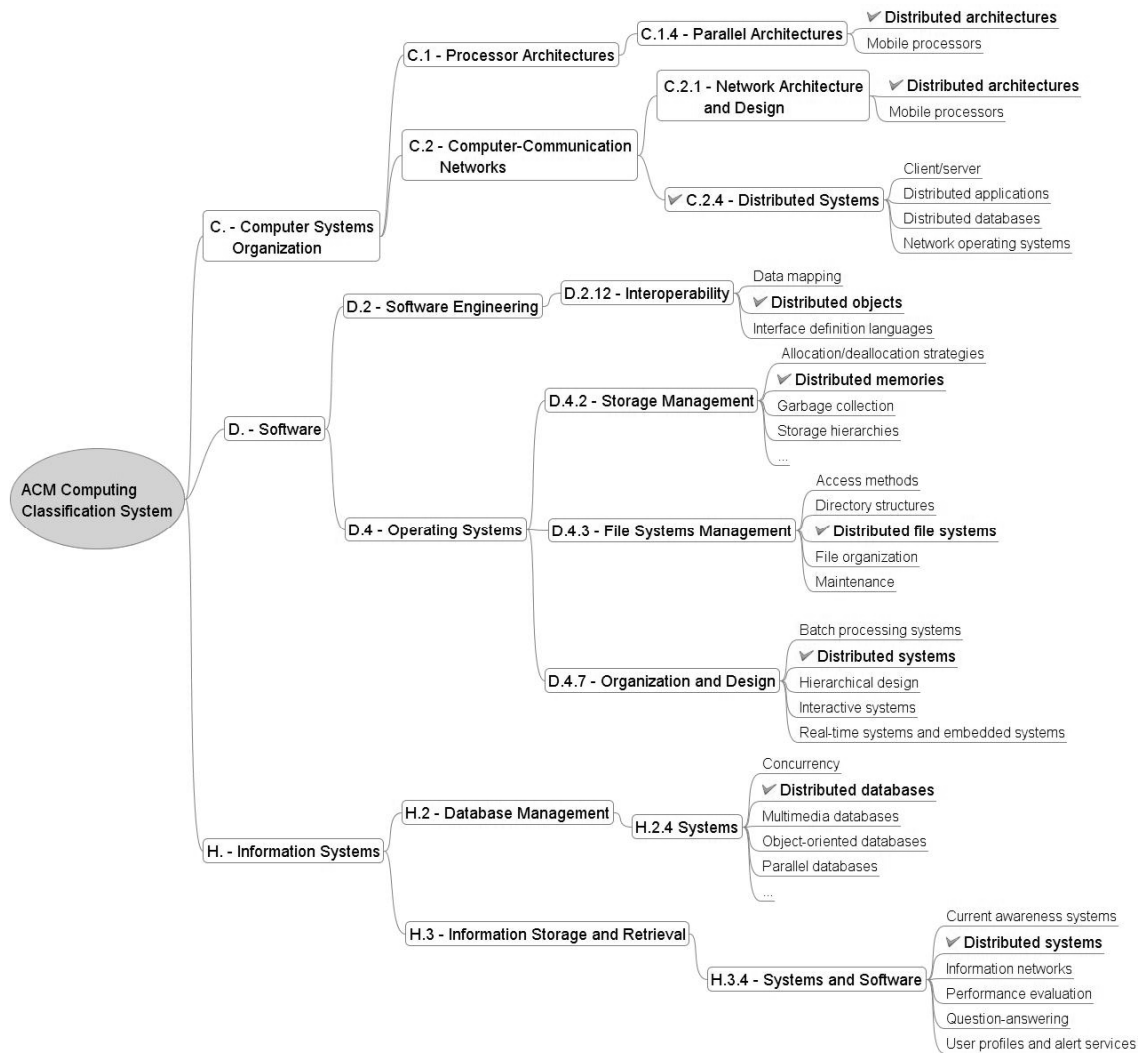 ACM Computing
Classification System
C. - Computer Systems
Organization
C.1 - Processor Architectures
C.1.4 - Parallel Architectures
Distributed architectures
Mobile processors
C.2 - Computer-Communication
Networks
C.2.1 - Network Architecture
and Design
Distributed architectures
Mobile processors
C.2.4 - Distributed Systems
Client/server
Distributed applications
Distributed databases
Network operating systems
D. - Software
D.2 - Software Engineering
D.2.12 - Interoperability
Data mapping
Distributed objects
Interface definition languages
D.4 - Operating Systems
D.4.2 - Storage Management
Allocation/deallocation strategies
Distributed memories
Garbage collection
Storage hierarchies
...
D.4.3 - File Systems Management
Access methods
Directory structures
Distributed file systems
File organization
Maintenance
D.4.7 - Organization and Design
Batch processing systems
Distributed systems
Hierarchical design
Interactive systems
Real-time systems and embedded systems
H. - Information Systems
H.2 - Database Management
H.2.4 Systems
Concurrency
Distributed databases
Multimedia databases
Object-oriented databases
Parallel databases
...
H.3 - Information Storage and Retrieval
H.3.4 - Systems and Software
Current awareness systems
Distributed systems
Information networks
Performance evaluation
Question-answering
User profiles and alert services